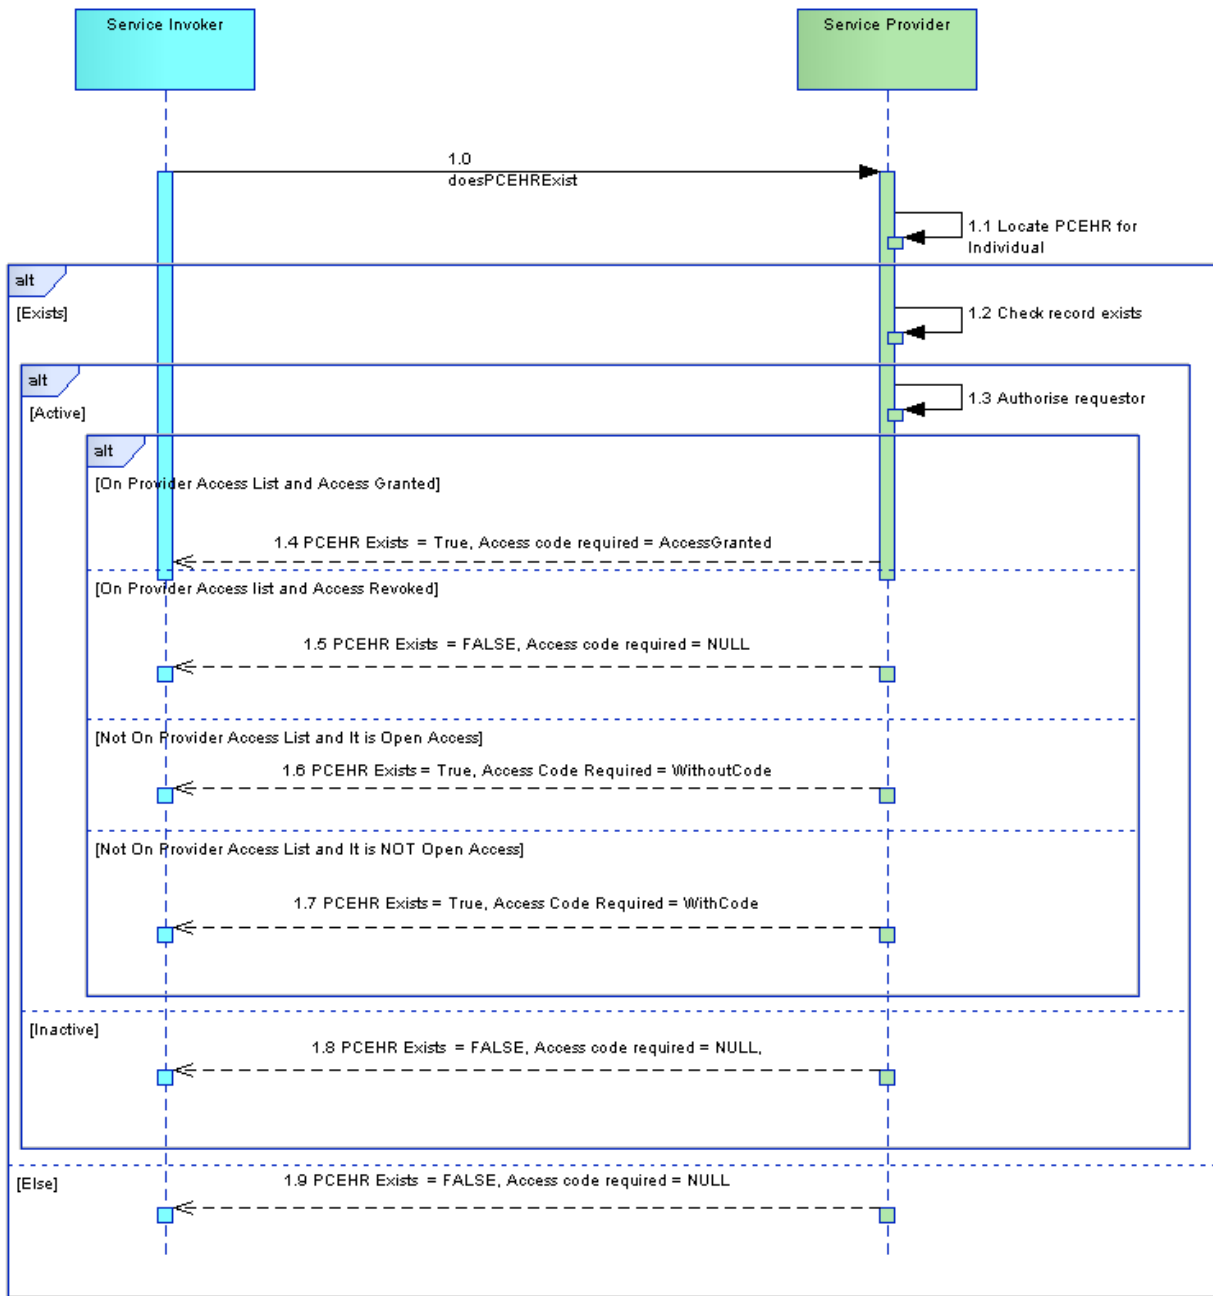 Service Invoker
Service Provider
1.0
doesPCEHRExist
1.1 Locate PCEHR for
Individual
alt
[Exists]
1.2 Check record exists
alt
[Active]
1.3 Authorise requestor
alt
[On Provider Access List and Access Granted]
1.4 PCEHR Exists = True, Access code required = AccessGranted
[On Provider Access list and Access Revoked]
1.5 PCEHR Exists = FALSE, Access code required = NULL
[Not On Provider Access List and It is Open Access]
1.6 PCEHR Exists = True, Access Code Required = WithoutCode
[Not On Provider Access List and It is NOT Open Access]
1.7 PCEHR Exists = True, Access Code Required = WithCode
[Inactive]
1.8 PCEHR Exists = FALSE, Access code required = NULL,
[Else]
1.9 PCEHR Exists = FALSE, Access code required = NULL